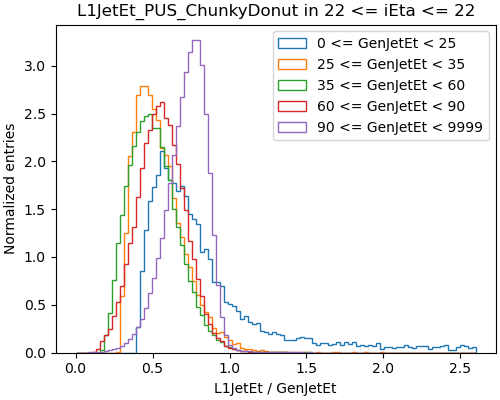 L1JetEt_PUS_ChunkyDonut in 22 <= iEta <= 22
0 <= GenJetEt < 25
25 <= GenJetEt < 35
35 <= GenJetEt < 60
60 <= GenJetEt < 90
90 <= GenJetEt < 9999
Normalized entries
3.0
2.5
2.0
1.5
1.0
0.5
0.0
0.0 0.5 1.0 1.5 2.0 2.5
L1JetEt / GenJetEt